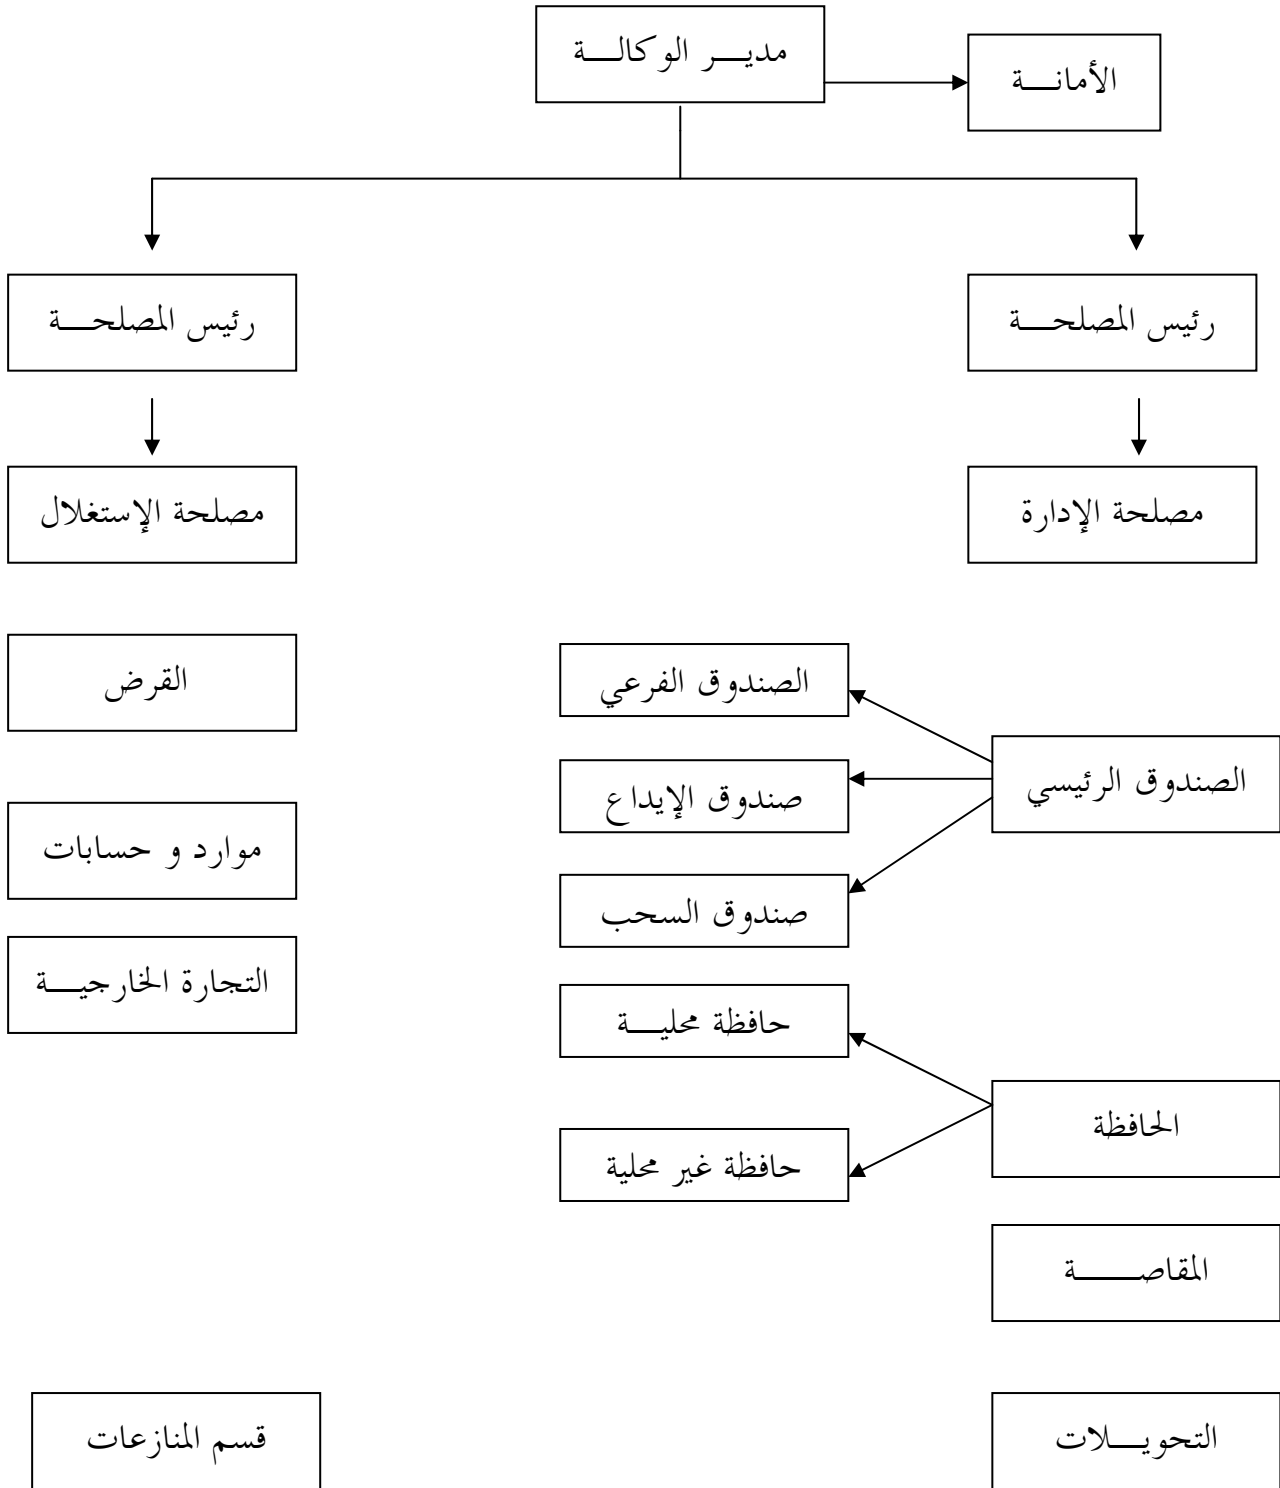 مديـــر الوكالـــة
الأمانـــة
رئيس المصلحـــة
رئيس المصلحـــة
مصلحة الإدارة
مصلحة الإستغلال
القرض
الصندوق الفرعي
الصندوق الرئيسي
صندوق الإيداع
موارد و حسابات
صندوق السحب
التجارة الخارجيـــة
حافظة محليـــة
الحافظة
حافظة غير محلية
المقاصـــــة
التحويـــلات
قسم المنازعات